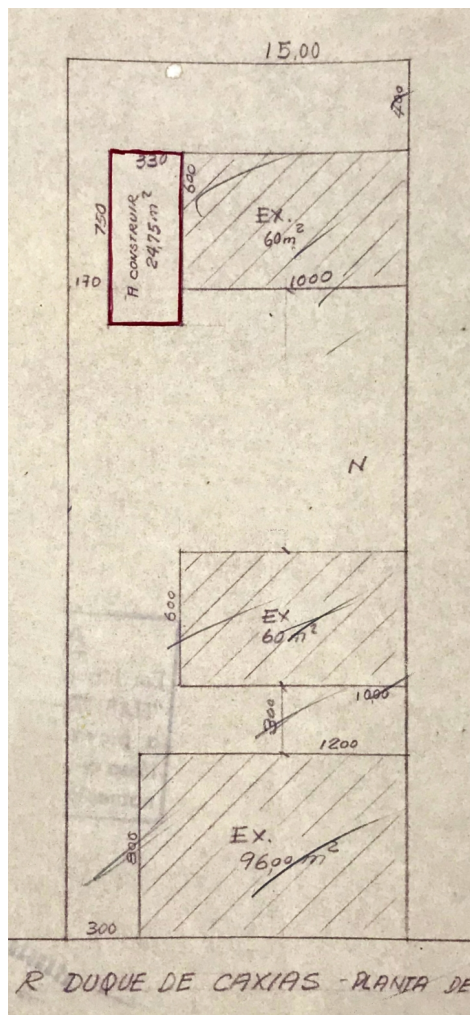 15,00
400
330
600
750
A CONSTRUIR
24,75m²
EX.
60m²
170
1000
N
600
EX
60m²
1000
300
1200
800
EX.
96,00m²
300
R DUQUE DE CAXIAS - PLANTA DE